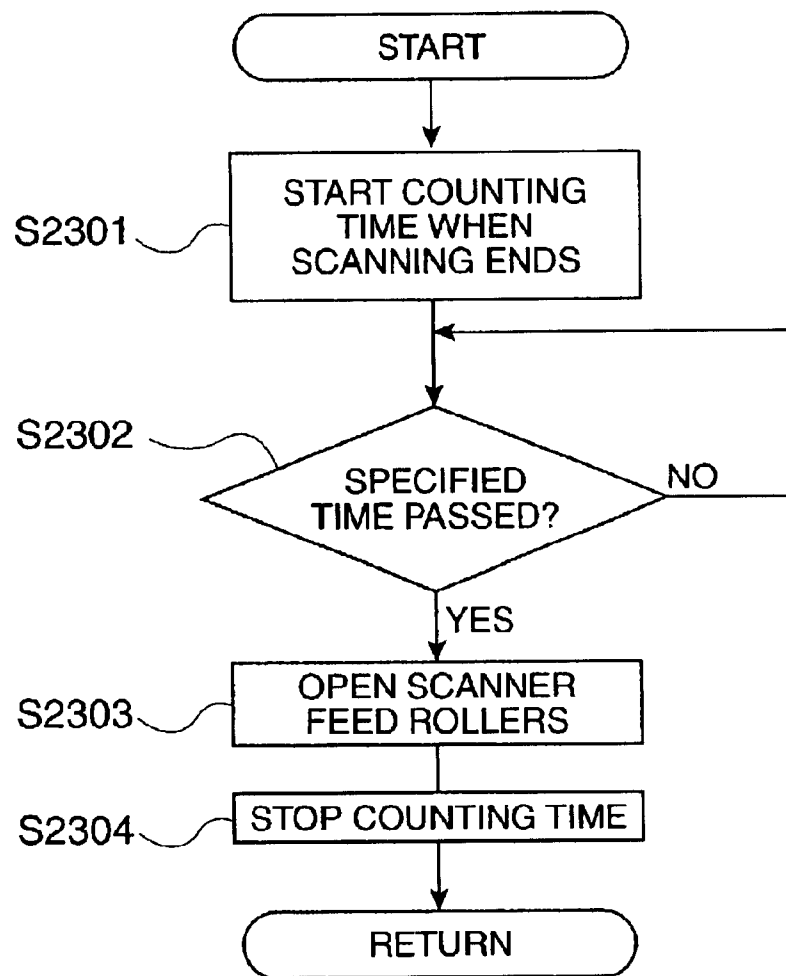 START
S2301
START COUNTING
TIME WHEN
SCANNING ENDS
S2302
SPECIFIED
TIME PASSED?
NO
YES
S2303
OPEN SCANNER
FEED ROLLERS
S2304
STOP COUNTING TIME
RETURN